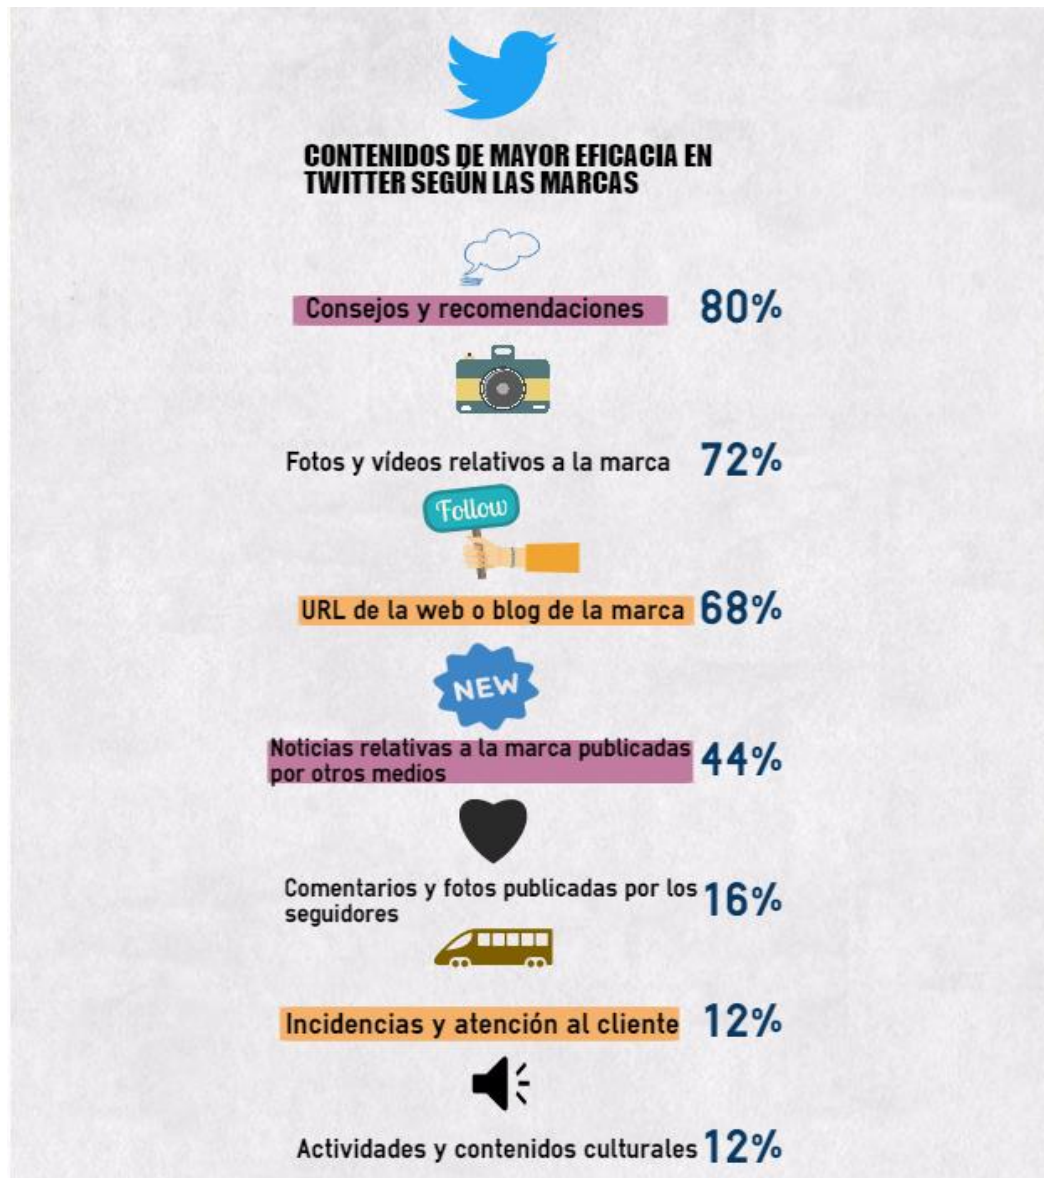 CONTENIDOS DE MAYOR EFICACIA EN
TWITTER SEGÚN LAS MARCAS
Consejos y recomendaciones 80%
Fotos y vídeos relativos a la marca 72%
Follow
URL de la web o blog de la marca 68%
NEW
Noticias relativas a la marca publicadas
por otros medios 44%
Comentarios y fotos publicadas por los
seguidores 16%
Incidencias y atención al cliente 12%
Actividades y contenidos culturales 12%